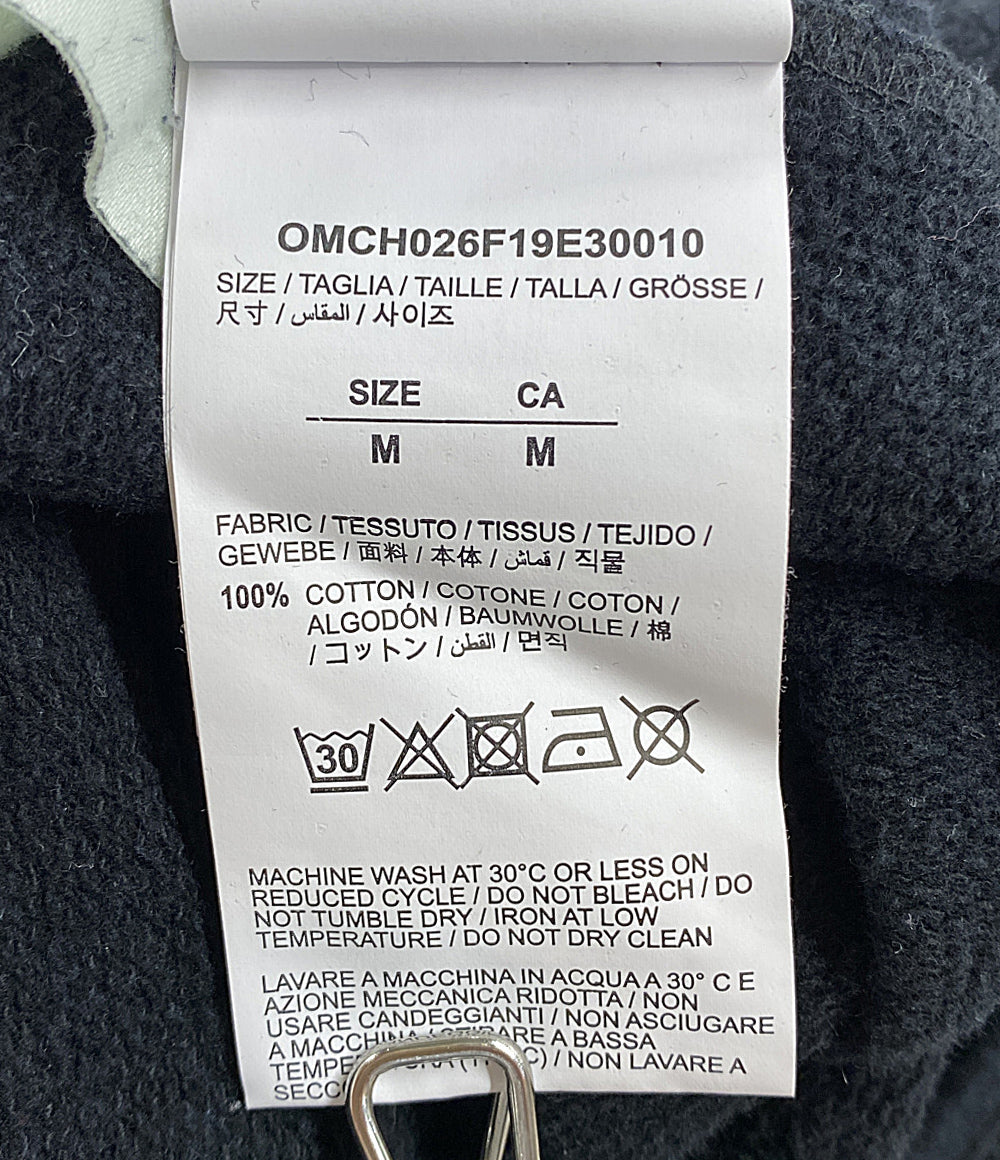 OMCH026F19E30010
SIZE / TAGLIA / TAILLE / TALLA / GRÖSSE /
尺寸 / المقاس / 사이즈
SIZE CA
M M
FABRIC / TESSUTO / TISSUS / TEJIDO /
GEWEBE / 面料 / 本体 / قماش / 직물
100% COTTON / COTONE / COTON /
ALGODÓN / BAUMWOLLE / 棉
/ コットン / القطن / 면직
30
MACHINE WASH AT 30°C OR LESS ON
REDUCED CYCLE / DO NOT BLEACH / DO
NOT TUMBLE DRY / IRON AT LOW
TEMPERATURE / DO NOT DRY CLEAN
LAVARE A MACCHINA IN ACQUA A 30° C E
AZIONE MECCANICA RIDOTTA / NON
USARE CANDEGGIANTI / NON ASCIUGARE
A MACCHINA / STIRARE A BASSA
C) / NON LAVARE A